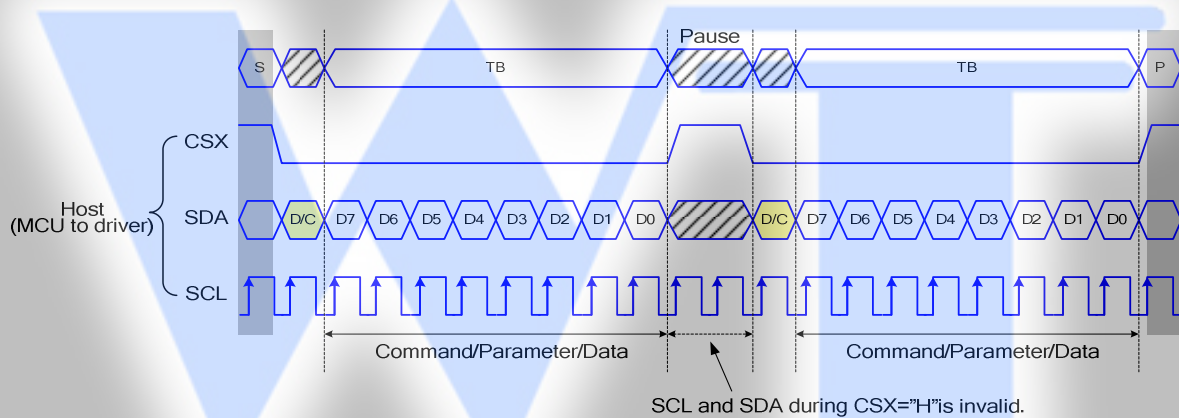 Pause
S TB TB P
CSX
Host
(MCU to driver)
SDA D/C D7 D6 D5 D4 D3 D2 D1 D0 D/C D7 D6 D5 D4 D3 D2 D1 D0
SCL
Command/Parameter/Data Command/Parameter/Data
SCL and SDA during CSX="H"is invalid.